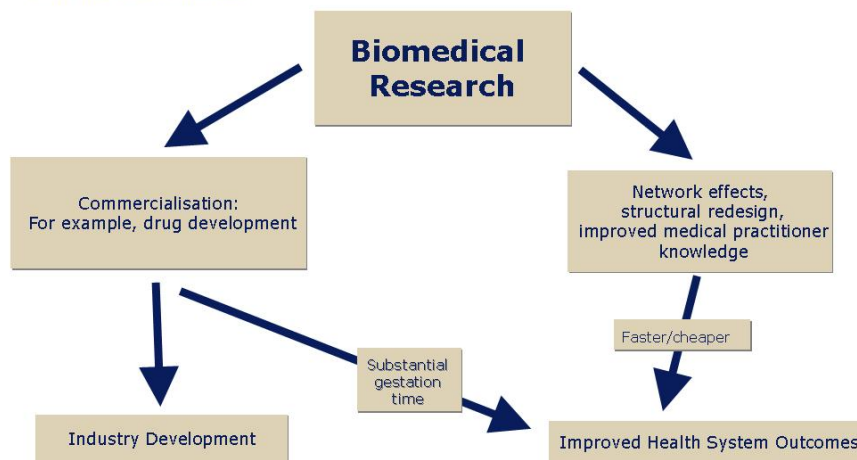 Biomedical
Research
Commercialisation:
For example, drug development
Network effects,
structural redesign,
improved medical practitioner
knowledge
Faster/cheaper
Substantial
gestation
time
Industry Development
Improved Health System Outcomes